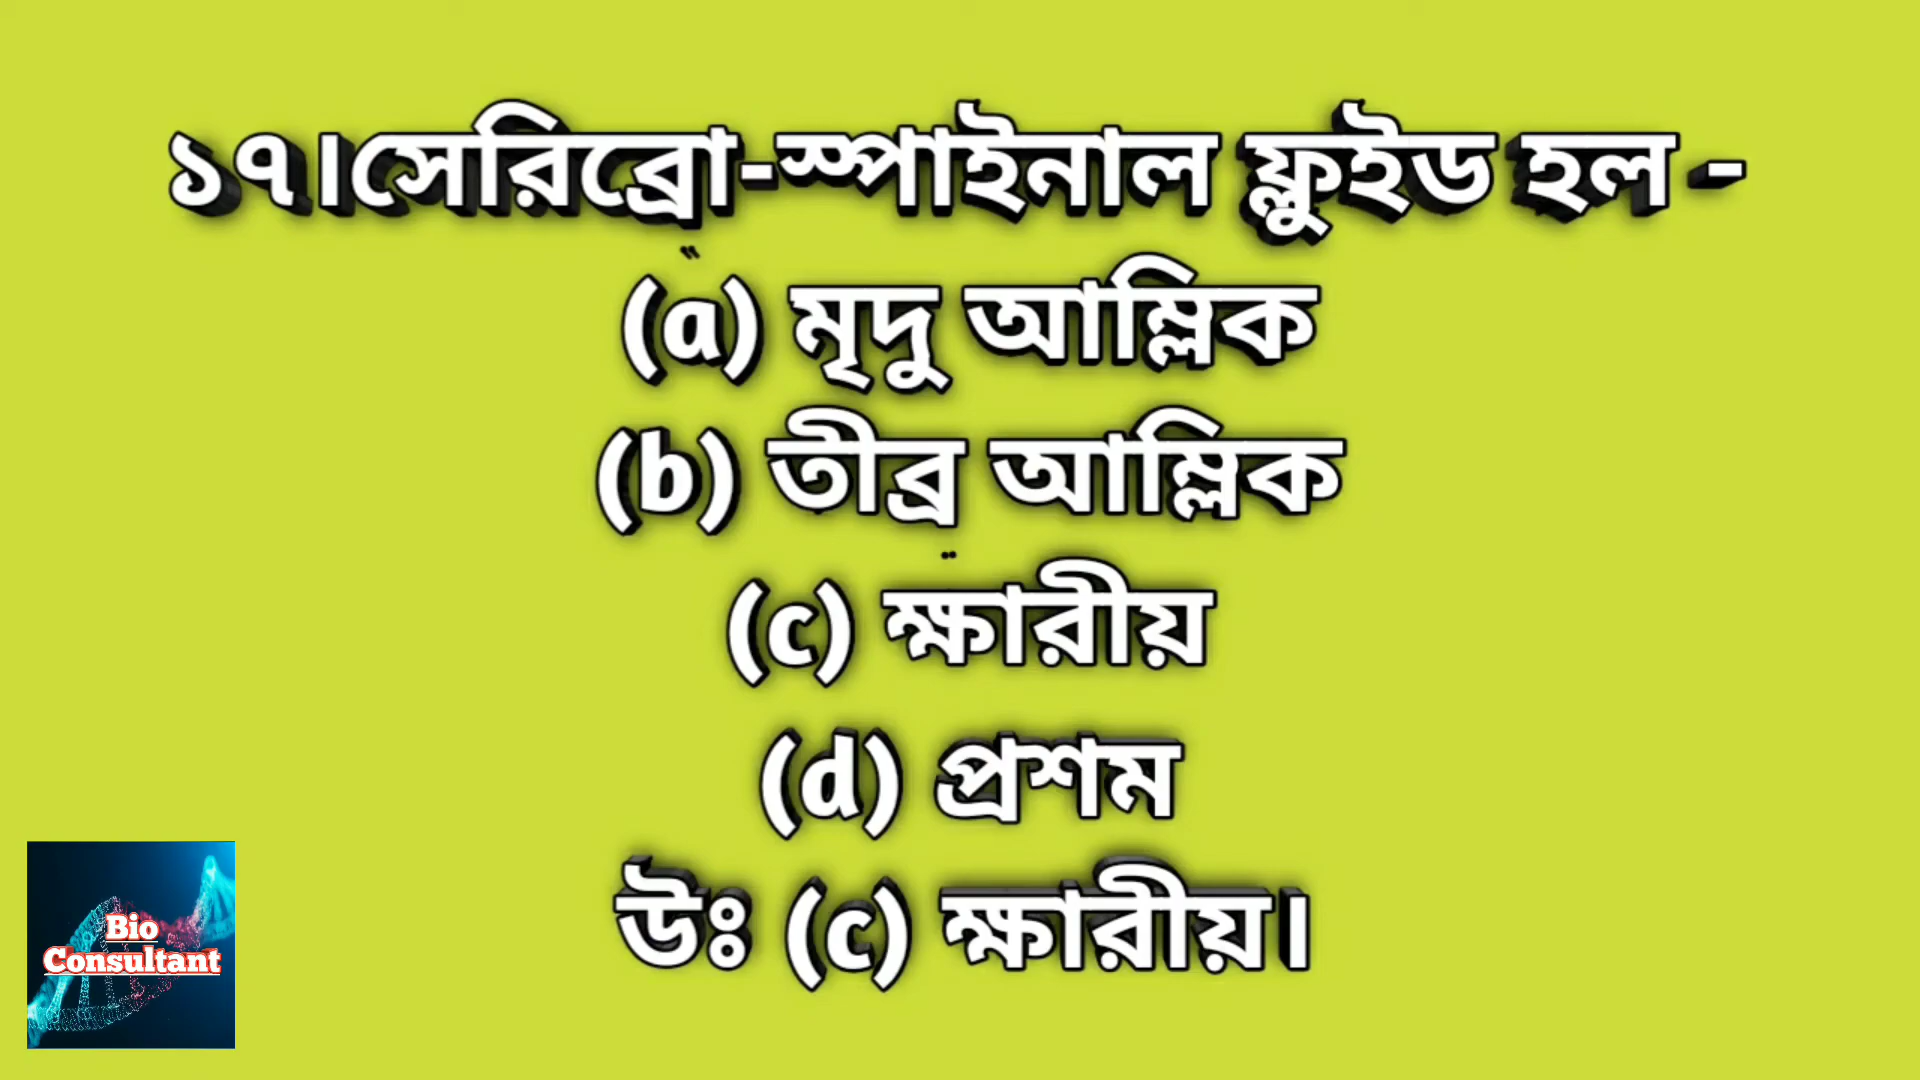 ১৭।সেরিব্রো-স্পাইনাল ফ্লুইড হল -
(a) মৃদু আম্লিক
(b) তীব্র আম্লিক
(c) ক্ষারীয়
(d) প্রশম
উঃ (c) ক্ষারীয়।
Bio
Consultant